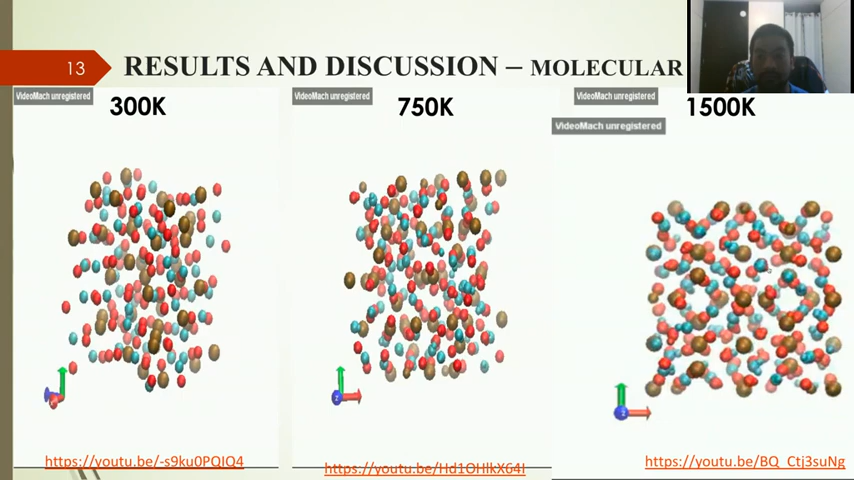 13
RESULTS AND DISCUSSION – MOLECULAR
VideoMach unregistered
300K
VideoMach unregistered
750K
VideoMach unregistered
1500K
VideoMach unregistered
https://youtu.be/-s9ku0PQIQ4
https://youtu.be/Hd1OHlkX64I
https://youtu.be/BQ_Ctj3suNg